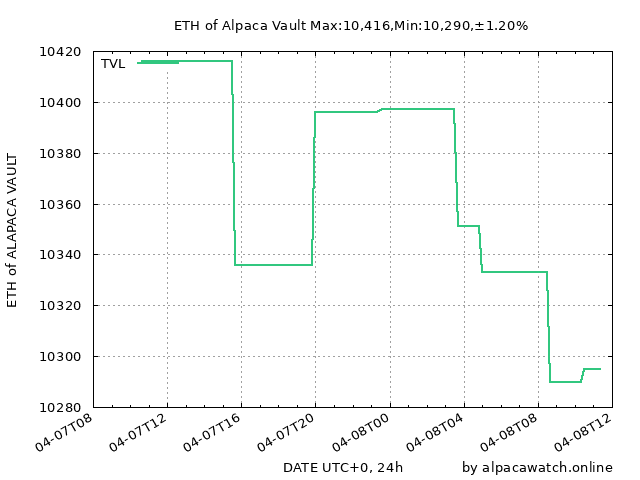 ETH of Alpaca Vault Max:10,416,Min:10,290,±1.20%
TVL
ETH of ALAPACA VAULT
10420
10400
10380
10360
10340
10320
10300
10280
04-07T08
04-07T12
04-07T16
04-07T20
04-08T00
04-08T04
04-08T08
04-08T12
DATE UTC+0, 24h
by alpacawatch.online